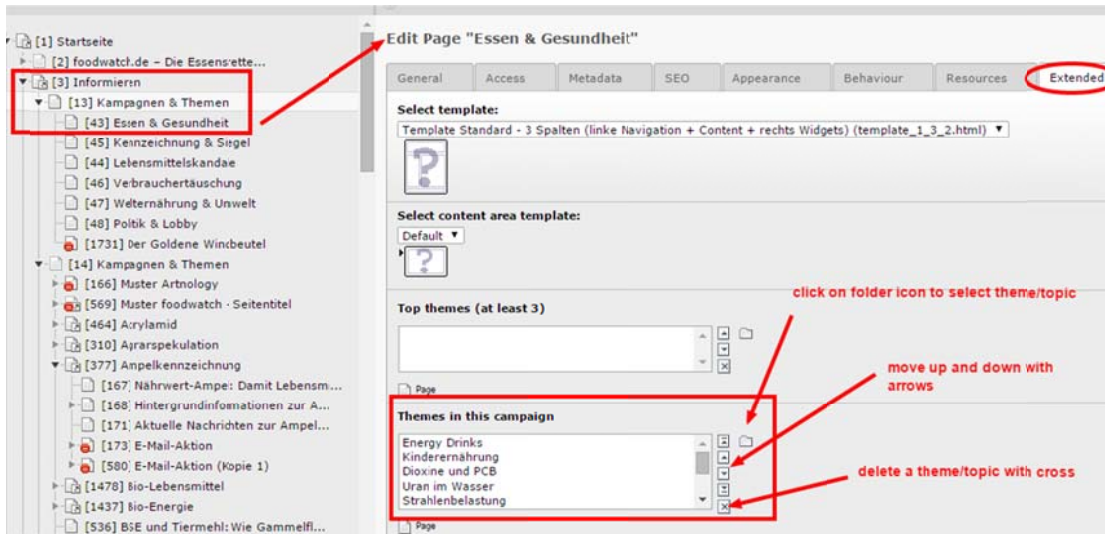 [1] Startseite
[2] foodwatch.de – Die Essensrette...
[3] Informieren
[13] Kampagnen & Themen
[43] Essen & Gesundheit
[45] Kennzeichnung & Siegel
[44] Lebensmittelskandale
[46] Verbrauchertäuschung
[47] Welternährung & Umwelt
[48] Politik & Lobby
[1731] Der Goldene Windbeutel
[14] Kampagnen & Themen
[166] Muster Artnology
[569] Muster foodwatch - Seitentitel
[464] Acrylamid
[310] Agrarspekulation
[377] Ampelkennzeichnung
[167] Nährwert-Ampel: Damit Lebensm...
[168] Hintergrundinformationen zur A...
[171] Aktuelle Nachrichten zur Ampel...
[173] E-Mail-Aktion
[580] E-Mail-Aktion (Kopie 1)
[1478] Bio-Lebensmittel
[1437] Bio-Energie
[536] BSE und Tiermehl: Wie Gammelfl...
Edit Page "Essen & Gesundheit"
General Access Metadata SEO Appearance Behaviour Resources Extended
Select template:
Template Standard - 3 Spalten (linke Navigation + Content + rechts Widgets) (template_1_3_2.html)
Select content area template:
Default
click on folder icon to select theme/topic
Top themes (at least 3)
move up and down with
arrows
Page
Themes in this campaign
Energy Drinks
Kinderernährung
Dioxine und PCB
Uran im Wasser
Strahlenbelastung
delete a theme/topic with cross
Page